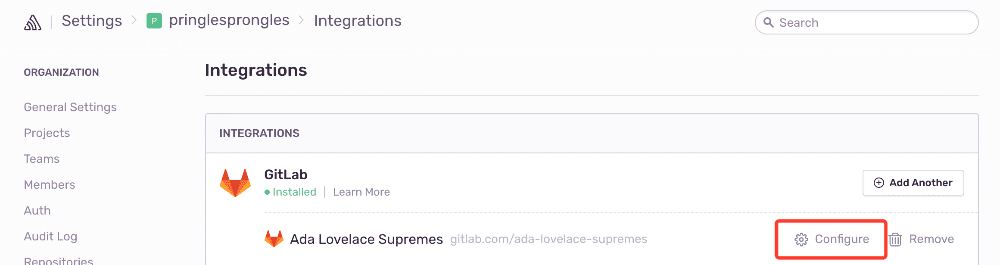 Settings > P pringlesprongles > Integrations
Search
ORGANIZATION
General Settings
Projects
Teams
Members
Auth
Audit Log
Repositories
Integrations
INTEGRATIONS
GitLab
Installed | Learn More
Add Another
Ada Lovelace Supremes gitlab.com/ada-lovelace-supremes
Configure
Remove